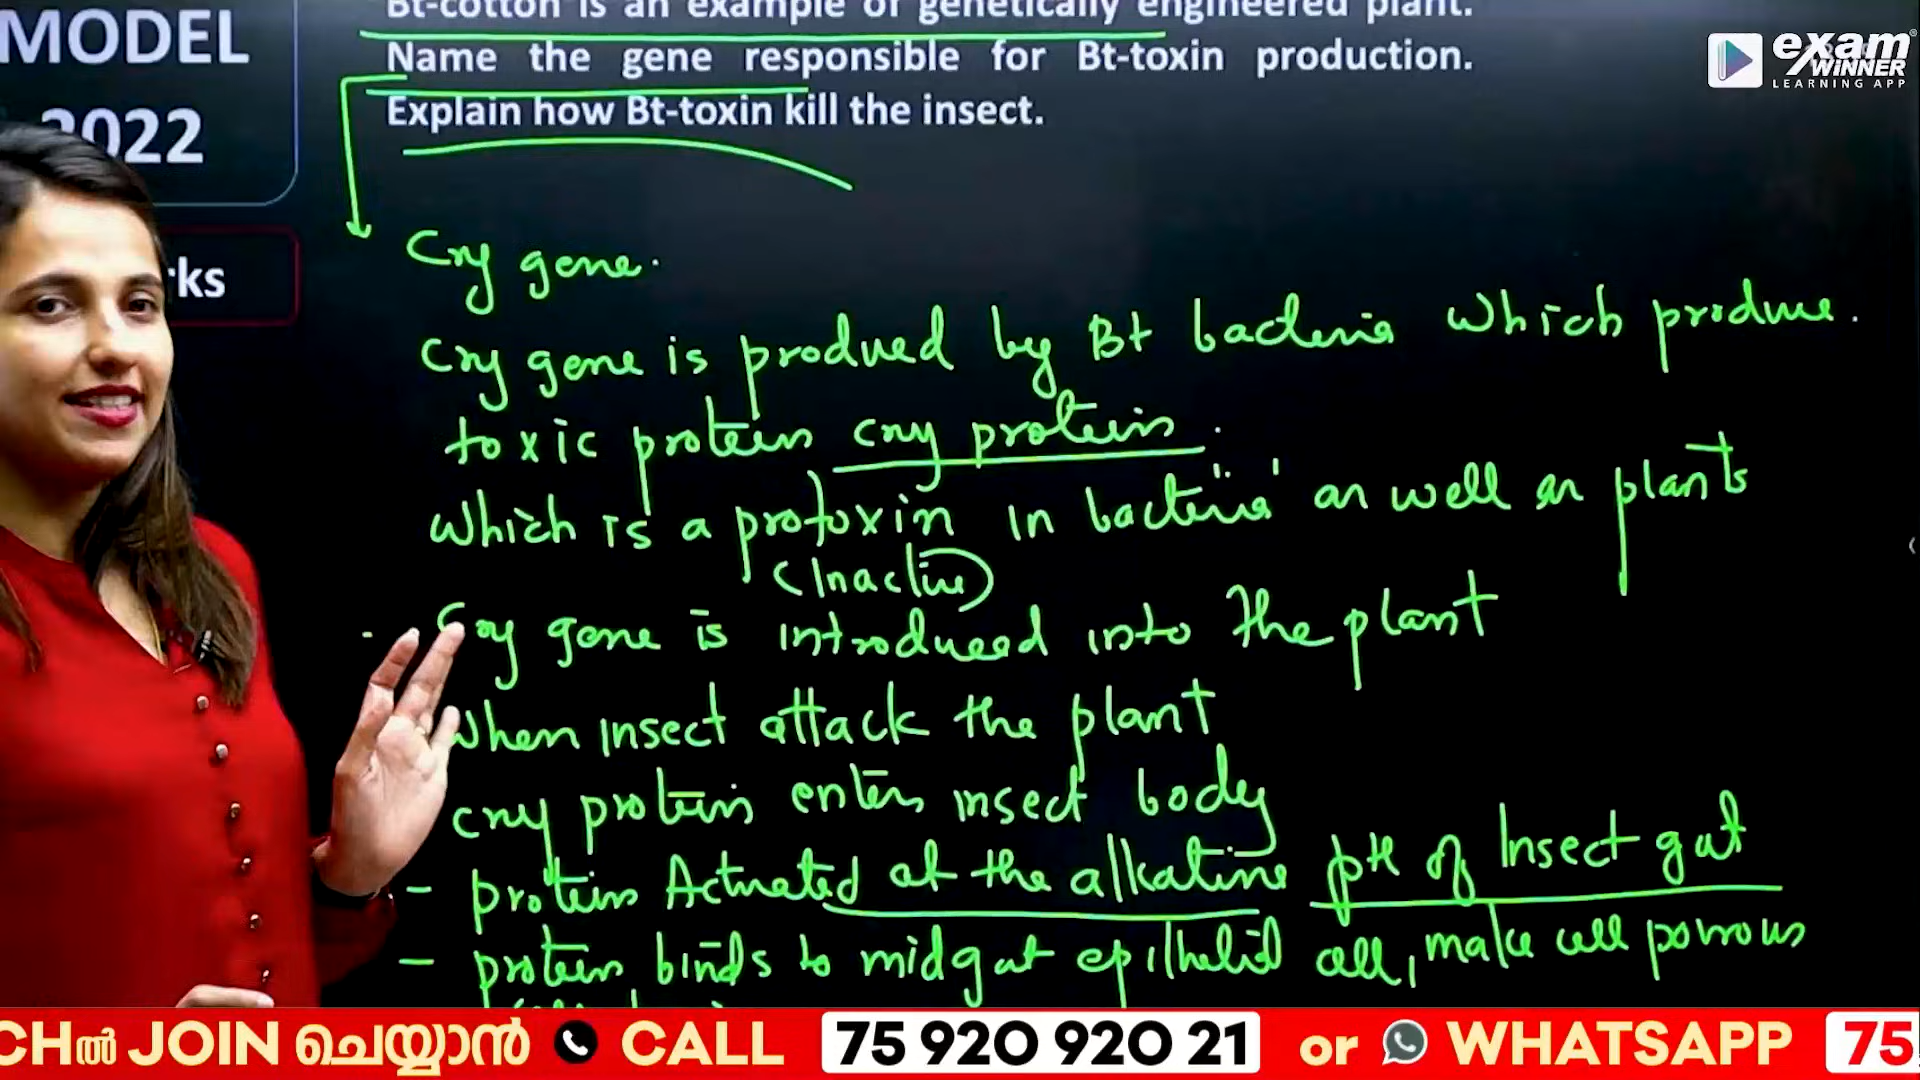 Bt-cotton is an example of genetically engineered plant.
MODEL
2022
rks
Name the gene responsible for Bt-toxin production.
Explain how Bt-toxin kill the insect.
exam
WINNER
LEARNING APP
Cry gene.
Cry gene is produed by Bt bacteria which produce.
toxic protein cry protein.
which is a protoxin in bacteria as well as plants
(Inactive)
Cry gene is introduced into the plant
When insect attack the plant
cry protein enters insect body
- protein Activated at the alkaline pH of Insect gut
- protein binds to midgut epithelial cell, make cell porous
CHൽ JOIN ചെയ്യാൻ CALL 75 920 920 21 or WHATSAPP 75